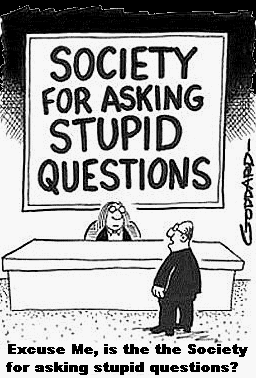 SOCIETY
FOR ASKING
STUPID
QUESTIONS
GODDARD
Excuse Me, is the the Society
for asking stupid questions?